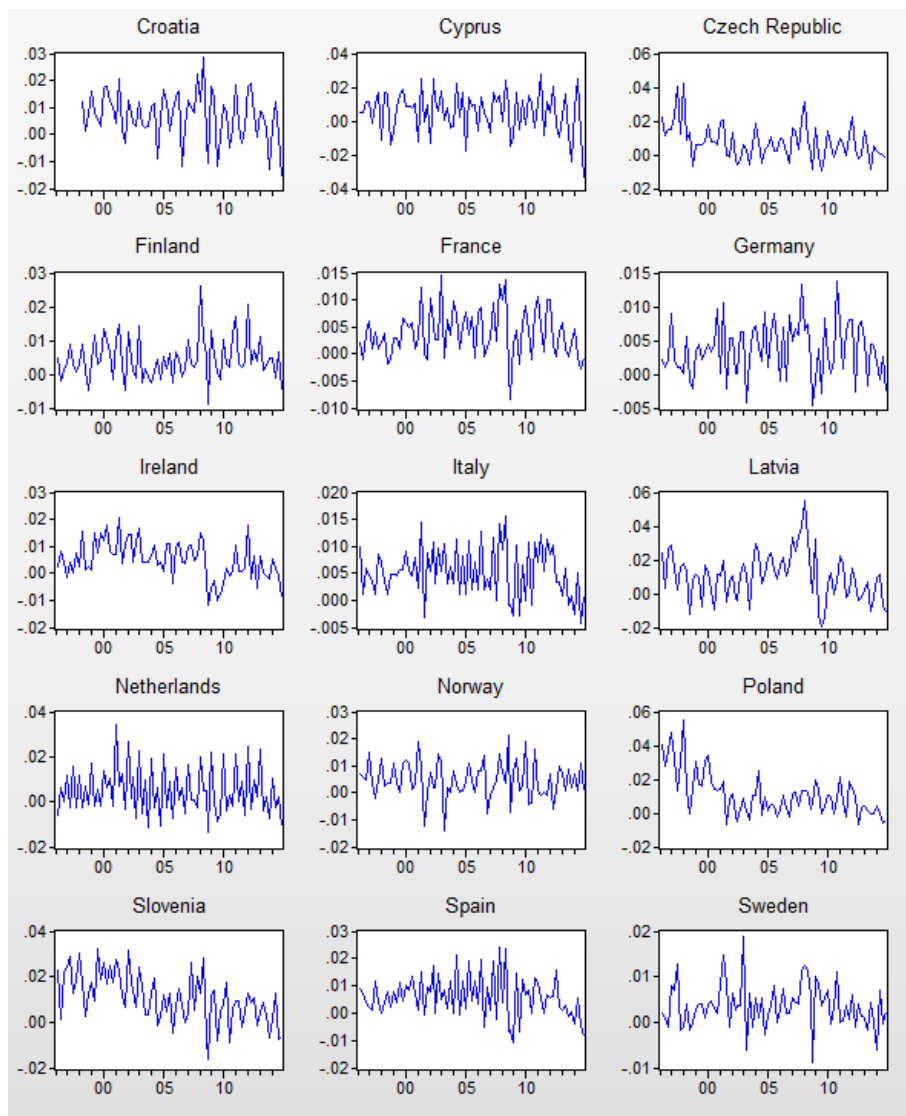 Croatia
.03
.02
.01
.00
-.01
-.02
00 05 10
Cyprus
.04
.02
.00
-.02
-.04
00 05 10
Czech Republic
.06
.04
.02
.00
-.02
00 05 10
Finland
.03
.02
.01
.00
-.01
00 05 10
France
.015
.010
.005
.000
-.005
-.010
00 05 10
Germany
.015
.010
.005
.000
-.005
00 05 10
Ireland
.03
.02
.01
.00
-.01
-.02
00 05 10
Italy
.020
.015
.010
.005
.000
-.005
00 05 10
Latvia
.06
.04
.02
.00
-.02
00 05 10
Netherlands
.04
.02
.00
-.02
00 05 10
Norway
.03
.02
.01
.00
-.01
-.02
00 05 10
Poland
.06
.04
.02
.00
-.02
00 05 10
Slovenia
.04
.02
.00
-.02
00 05 10
Spain
.03
.02
.01
.00
-.01
-.02
00 05 10
Sweden
.02
.01
.00
-.01
00 05 10